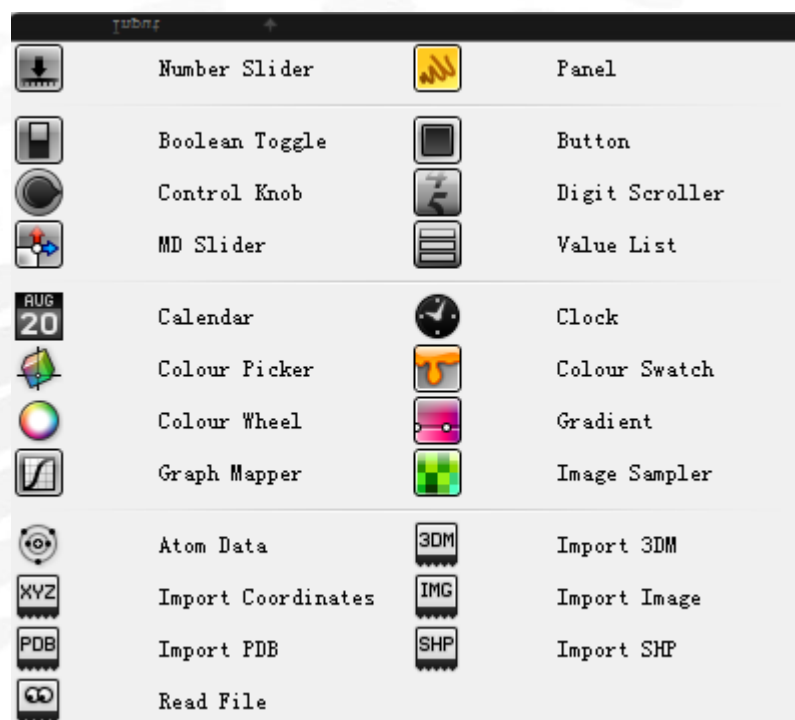 Input
Number Slider Panel
Boolean Toggle Button
Control Knob Digit Scroller
MD Slider Value List
AUG
20
Calendar Clock
Colour Picker Colour Swatch
Colour Wheel Gradient
Graph Mapper Image Sampler
Atom Data 3DM Import 3DM
XYZ Import Coordinates IMG Import Image
PDB Import PDB SHP Import SHP
Read File